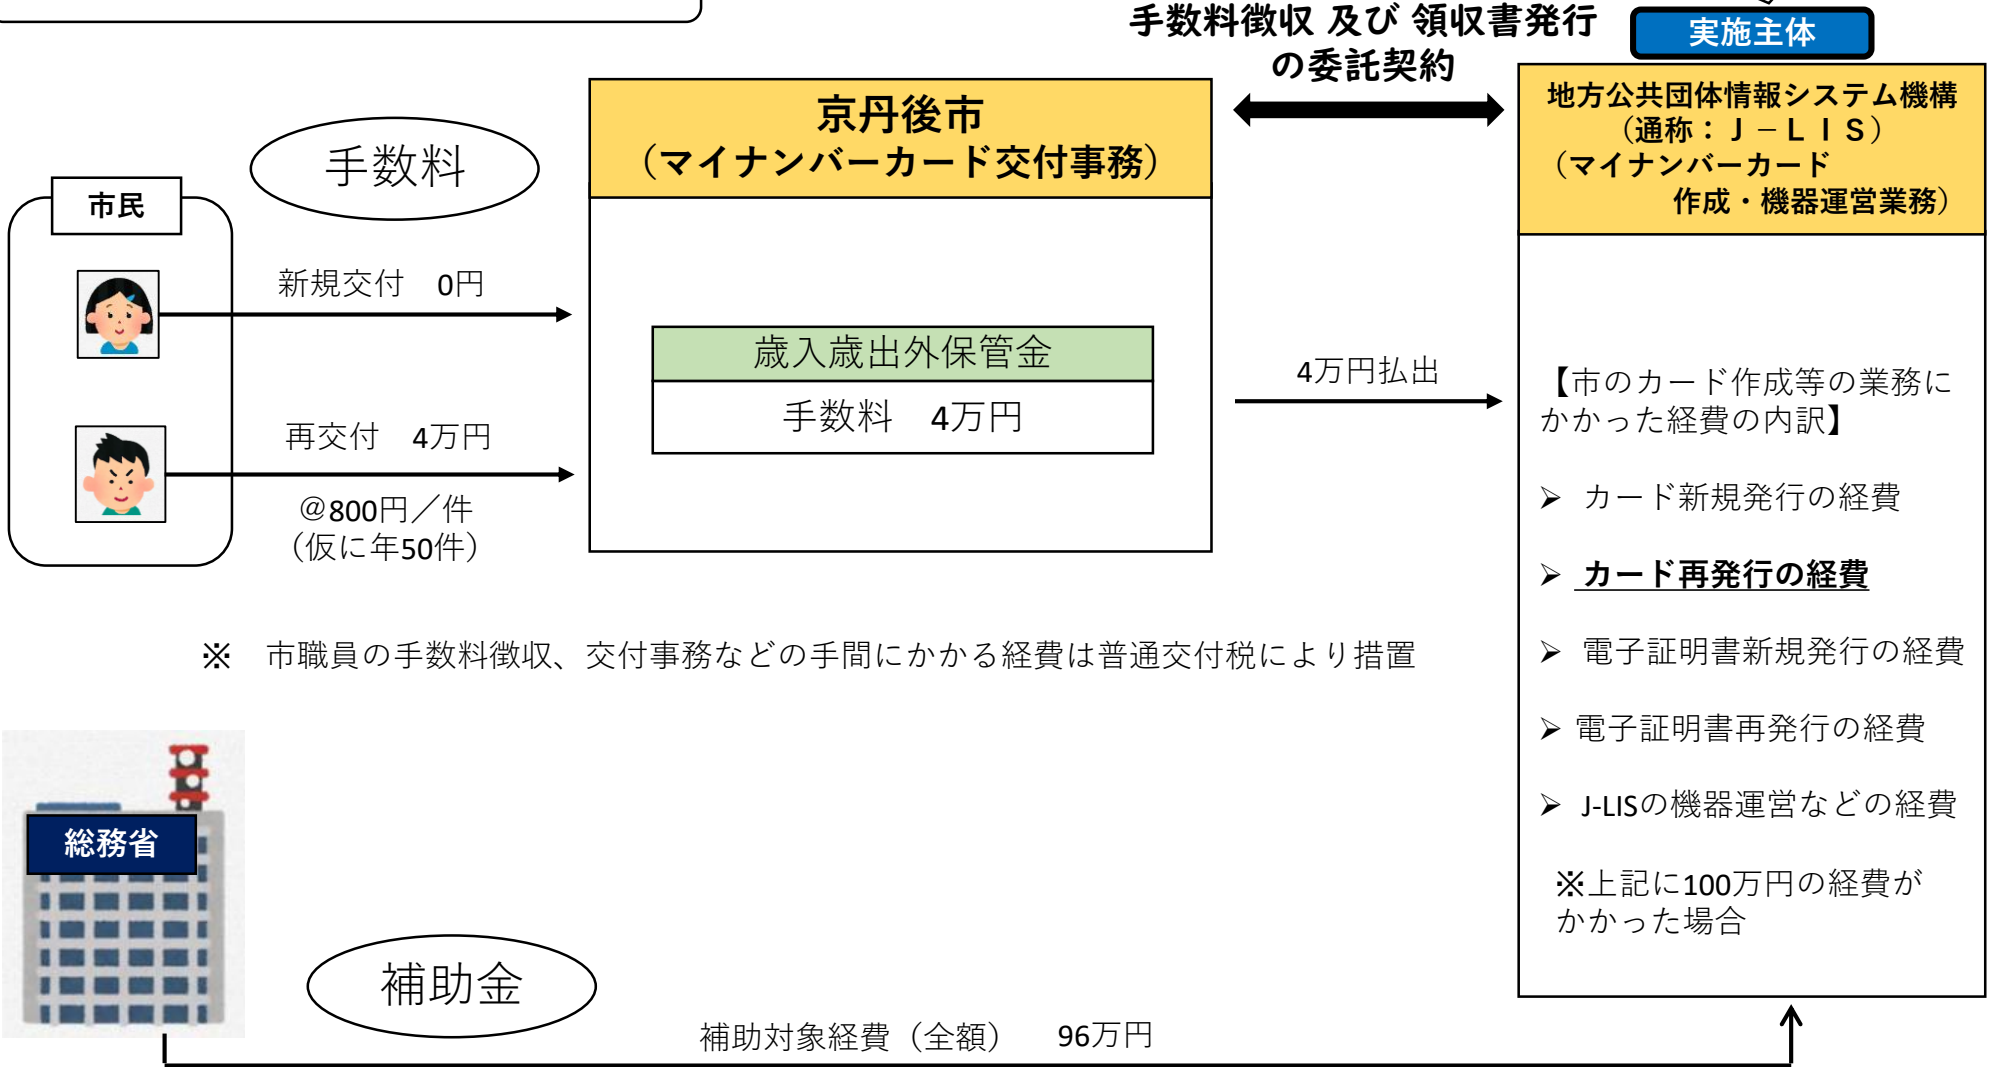 手数料徴収 及び 領収書発行
の委託契約
実施主体
京丹後市
（マイナンバーカード交付事務）
地方公共団体情報システム機構
（通称：Ｊ－ＬＩＳ）
（マイナンバーカード
作成・機器運営業務）
手数料
市民
新規交付　0円
再交付　4万円
@800円／件
（仮に年50件）
歳入歳出外保管金
手数料　4万円
4万円払出
【市のカード作成等の業務に
かかった経費の内訳】
➢ カード新規発行の経費
➢ カード再発行の経費
➢ 電子証明書新規発行の経費
➢ 電子証明書再発行の経費
➢ J-LISの機器運営などの経費
※上記に100万円の経費が
かかった場合
※　市職員の手数料徴収、交付事務などの手間にかかる経費は普通交付税により措置
総務省
補助金
補助対象経費（全額）　96万円